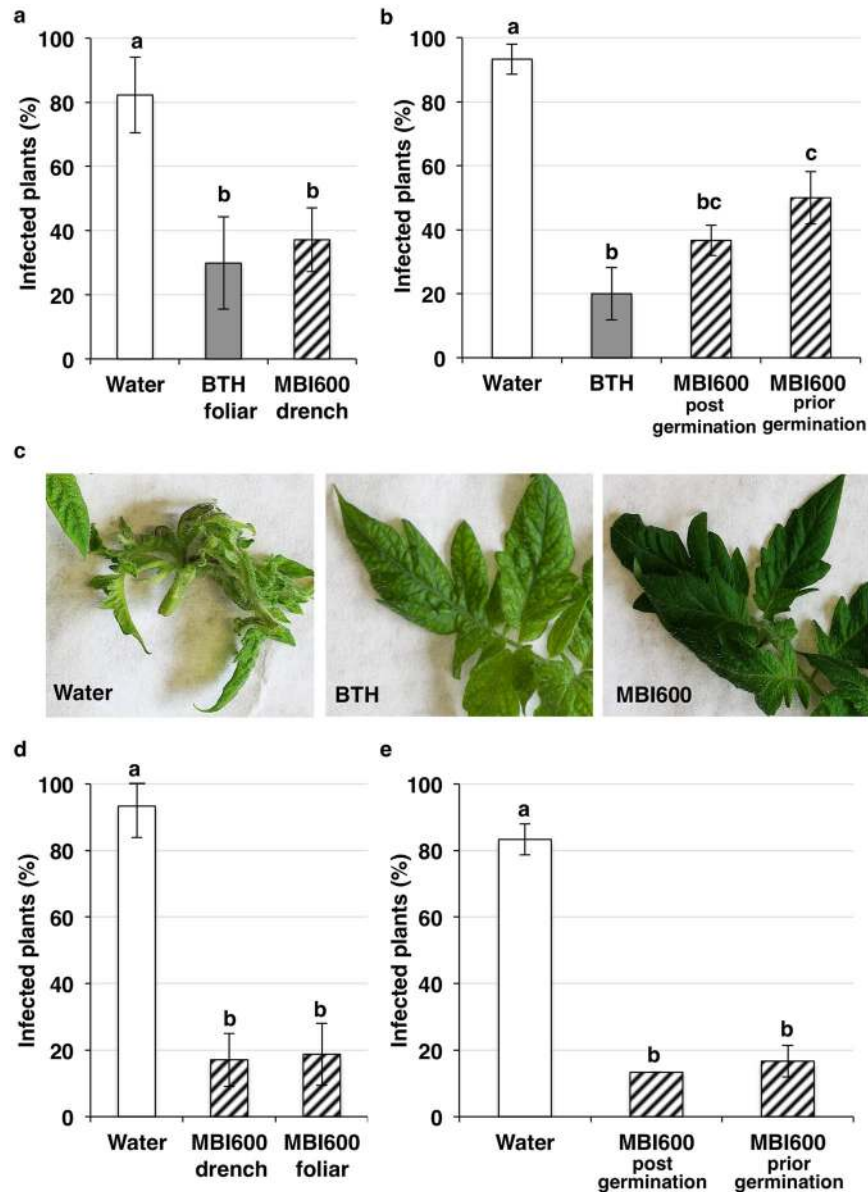 a
Infected plants (%)
100
80
60
40
20
0
a
b
b
Water
BTH
foliar
MBI600
drench
b
Infected plants (%)
100
80
60
40
20
0
a
b
bc
c
Water
BTH
MBI600
post
germination
MBI600
prior
germination
c
Water
BTH
MBI600
d
Infected plants (%)
100
80
60
40
20
0
a
b
b
Water
MBI600
drench
MBI600
foliar
e
Infected plants (%)
100
80
60
40
20
0
a
b
b
Water
MBI600
post
germination
MBI600
prior
germination